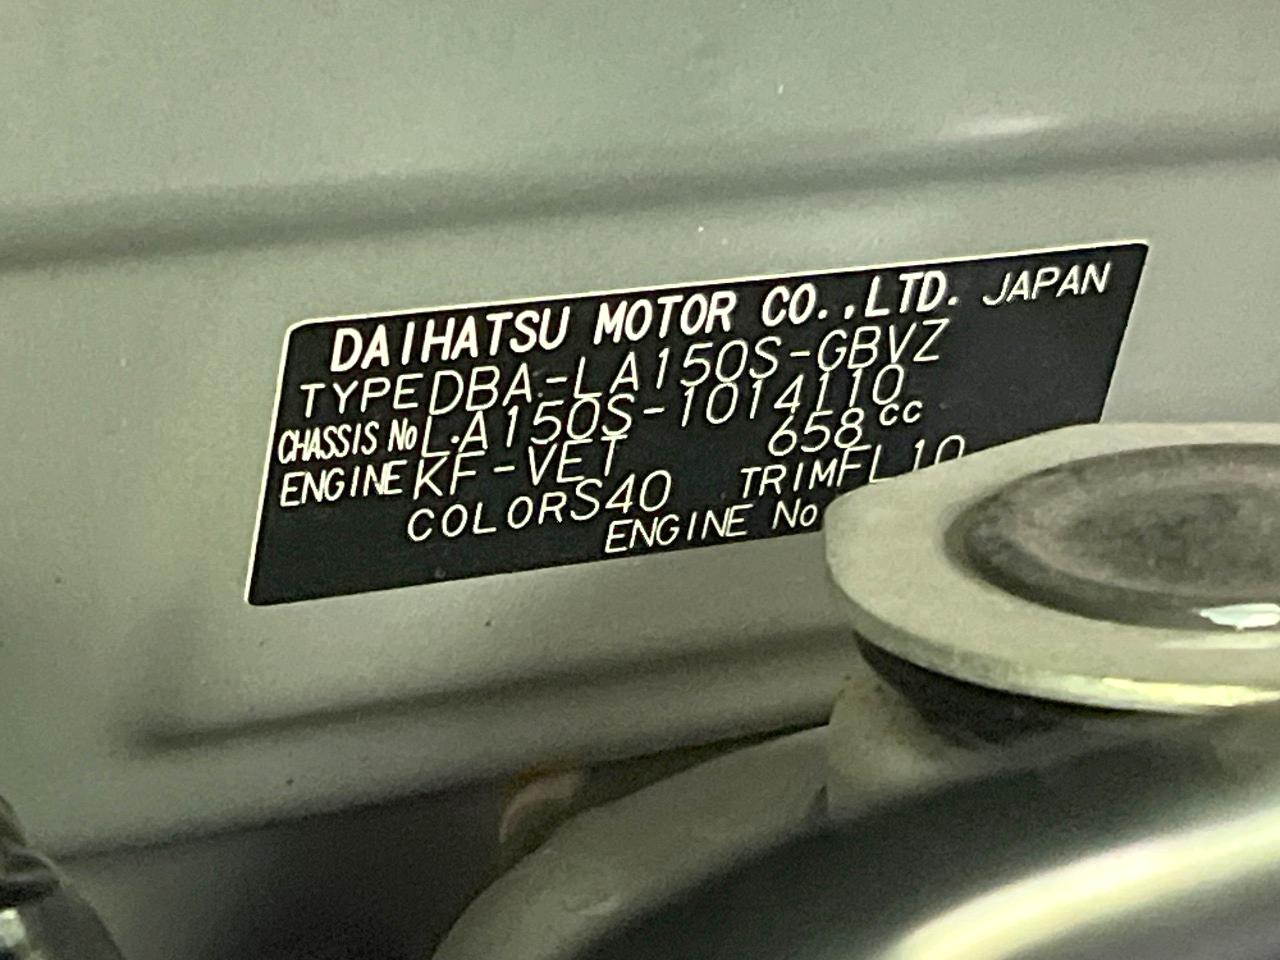 DAIHATSU MOTOR CO.,LTD. JAPAN
TYPE DBA-LA150S-GBVZ
CHASSIS No LA150S-1014110
ENGINE KF-VET 658cc
COLOR S40 TRIM FL10
ENGINE No